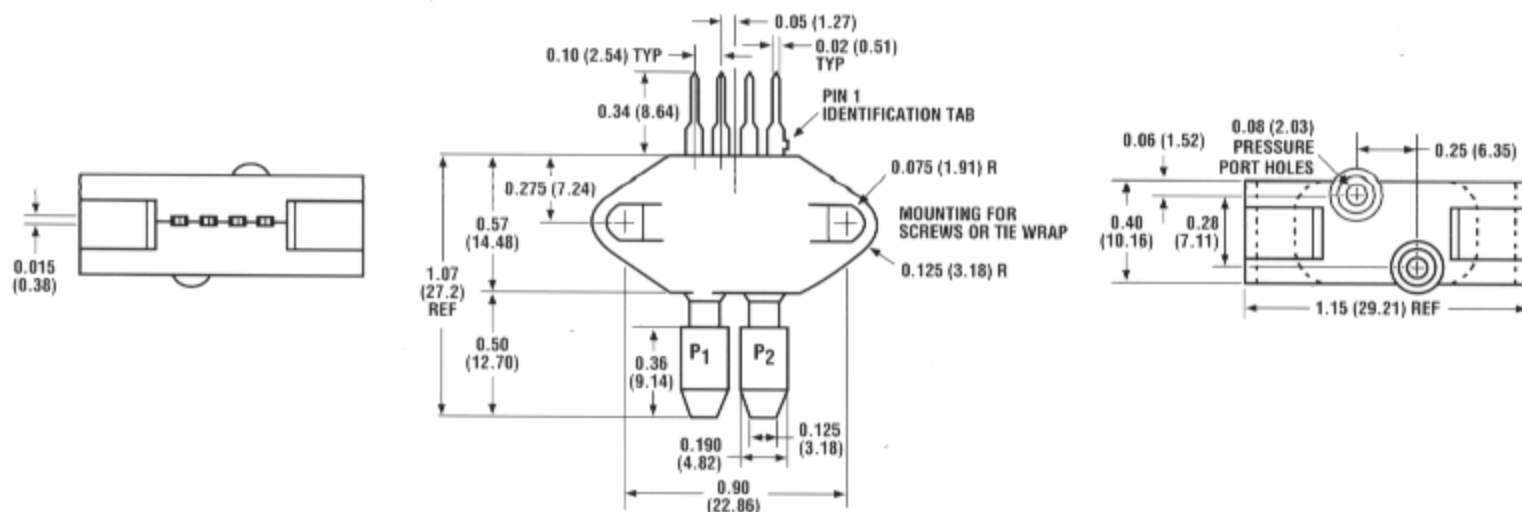 0.015
(0.38)
0.05 (1.27)
0.10 (2.54) TYP
0.02 (0.51)
TYP
0.34 (8.64)
PIN 1
IDENTIFICATION TAB
0.275 (7.24)
0.075 (1.91) R
0.57
(14.48)
MOUNTING FOR
SCREWS OR TIE WRAP
1.07
(27.2)
REF
0.125 (3.18) R
0.50
(12.70)
0.36
(9.14)
P1
P2
0.190
(4.82)
0.125
(3.18)
0.90
(22.86)
0.06 (1.52)
0.08 (2.03)
PRESSURE
PORT HOLES
0.25 (6.35)
0.40
(10.16)
0.28
(7.11)
1.15 (29.21) REF